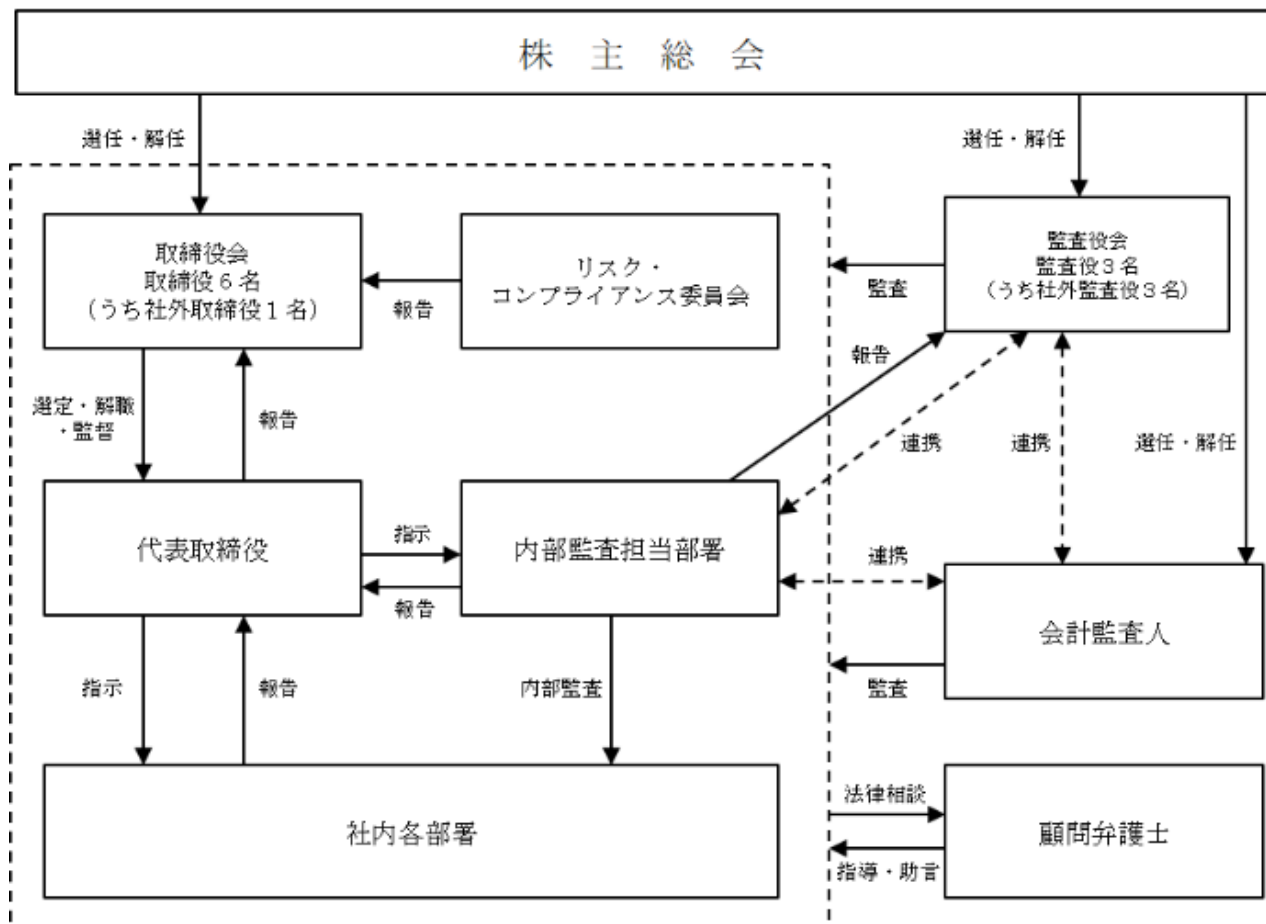 株　主　総　会
選任・解任
選任・解任
取締役会
取締役６名
（うち社外取締役１名）
リスク・
コンプライアンス委員会
報告
監査役会
監査役３名
（うち社外監査役３名）
監査
報告
選定・解職
・監督
報告
連携
連携
選任・解任
代表取締役
指示
報告
内部監査担当部署
連携
会計監査人
監査
指示
報告
内部監査
社内各部署
法律相談
指導・助言
顧問弁護士